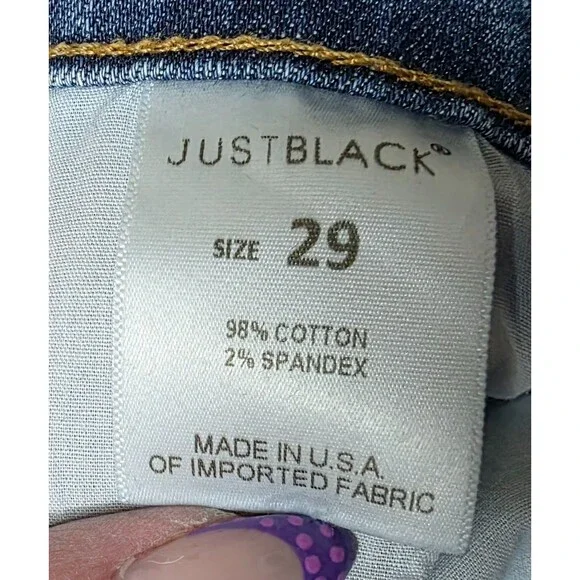 JUSTBLACK®
SIZE 29
98% COTTON
2% SPANDEX
MADE IN U.S.A.
OF IMPORTED FABRIC